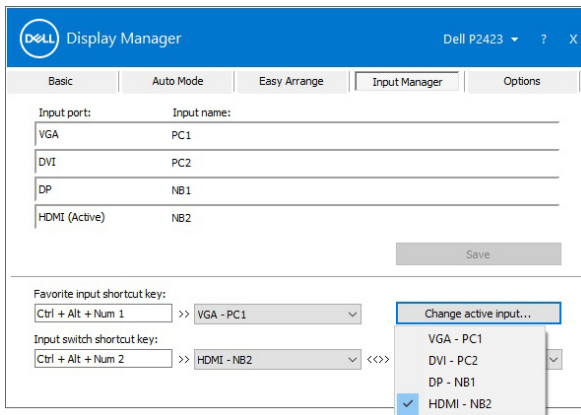 DELL Display Manager Dell P2423 ? X
Basic Auto Mode Easy Arrange Input Manager Options
Input port: Input name:
VGA PC1
DVI PC2
DP NB1
HDMI (Active) NB2
Save
Favorite input shortcut key:
Ctrl + Alt + Num 1 >> VGA - PC1 Change active input...
Input switch shortcut key:
Ctrl + Alt + Num 2 >> HDMI - NB2 <<>>
VGA - PC1
DVI - PC2
DP - NB1
HDMI - NB2